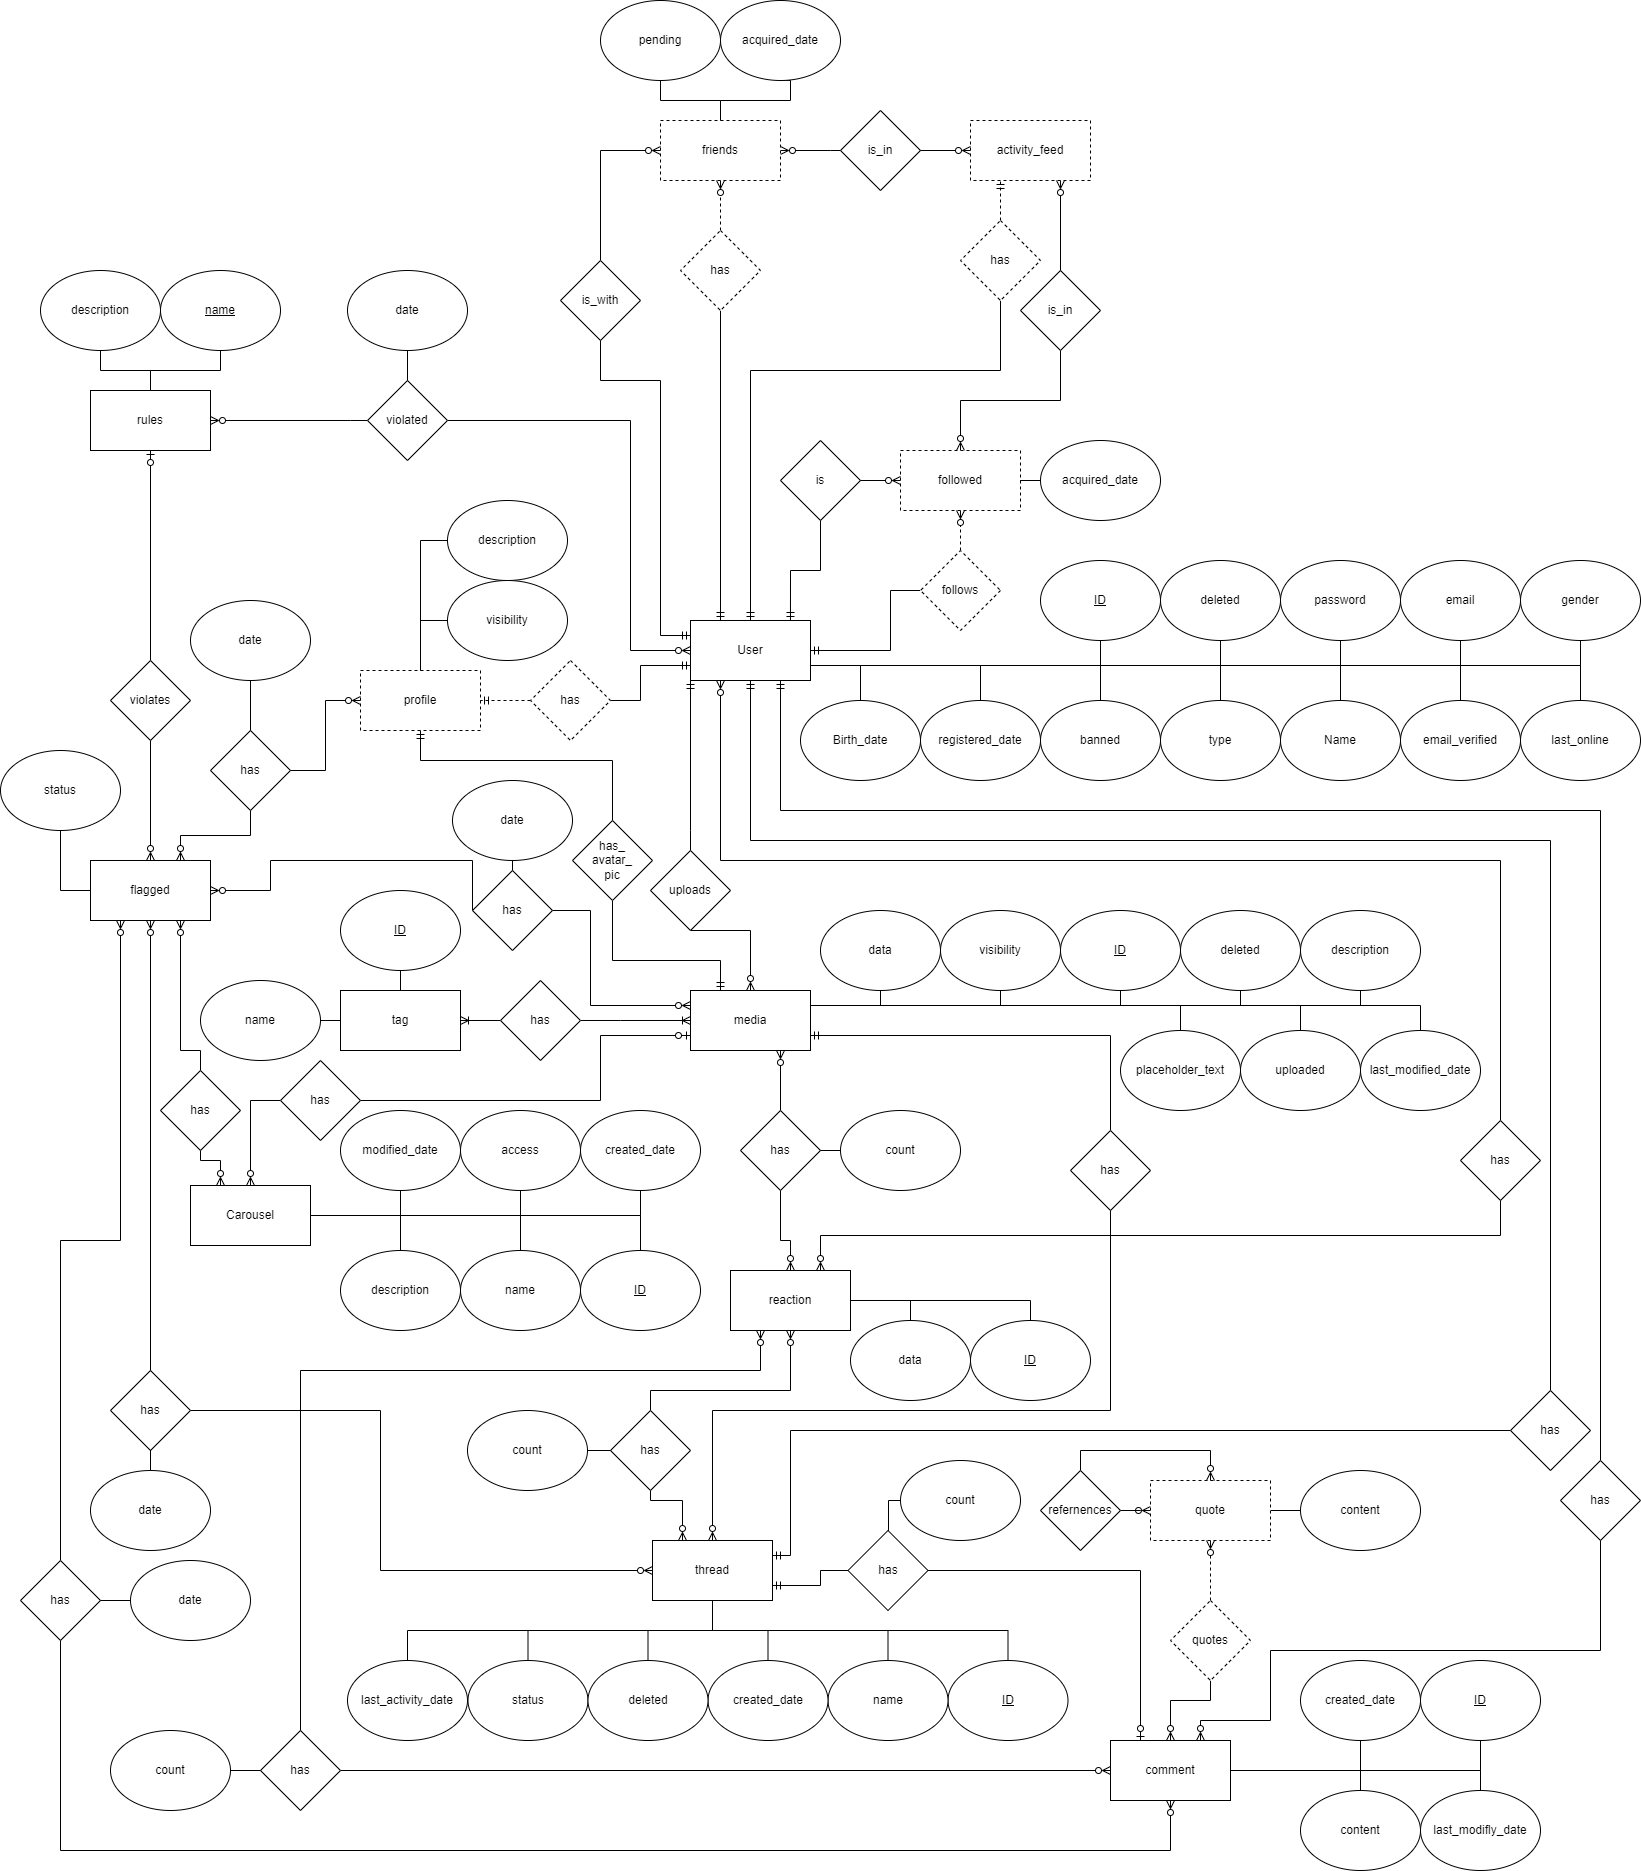 pending
acquired_date
friends
is_in
activity_feed
has
has
is_with
is_in
description
name
date
rules
violated
is
followed
acquired_date
description
follows
ID
deleted
password
email
gender
visibility
date
User
violates
profile
has
Birth_date
registered_date
banned
type
Name
email_verified
last_online
has
status
date
has_
avatar_
pic
uploads
flagged
has
ID
data
visibility
ID
deleted
description
name
tag
has
media
placeholder_text
uploaded
last_modified_date
has
has
modified_date
access
created_date
has
count
has
has
Carousel
description
name
ID
reaction
data
ID
has
count
has
has
date
count
refernences
quote
content
has
thread
has
has
date
quotes
last_activity_date
status
deleted
created_date
name
ID
created_date
ID
count
has
comment
content
last_modifly_date